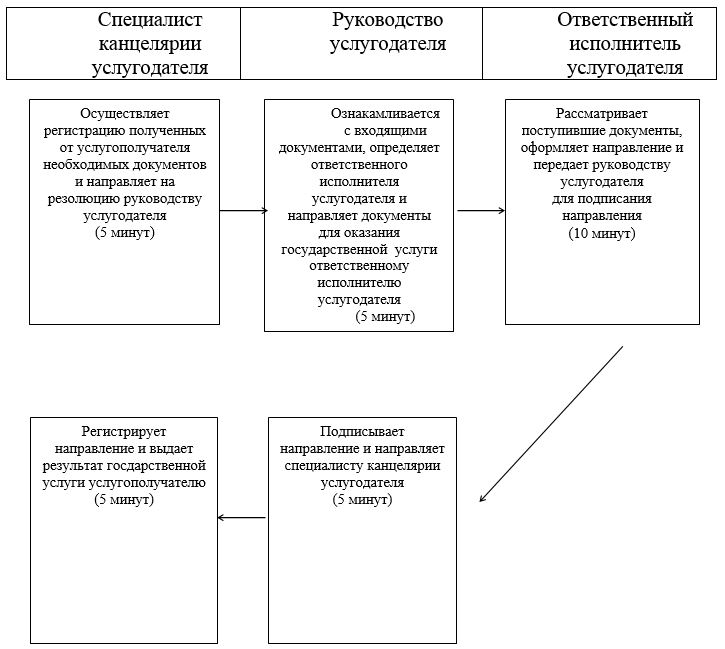 Специалист
канцелярии
услугодателя
Руководство
услугодателя
Ответственный
исполнитель
услугодателя
Осуществляет
регистрацию полученных
от услугополучателя
необходимых документов
и направляет на
резолюцию руководству
услугодателя
(5 минут)
Ознакамливается
с входящими
документами, определяет
ответственного
исполнителя
услугодателя и
направляет документы
для оказания
государственной услуги
ответственному
исполнителю
услугодателя
(5 минут)
Рассматривает
поступившие документы,
оформляет направление и
передает руководству
услугодателя
для подписания
направления
(10 минут)
Регистрирует
направление и выдает
результат госдарственной
услуги услугополучателю
(5 минут)
Подписывает
направление и направляет
специалисту канцелярии
услугодателя
(5 минут)